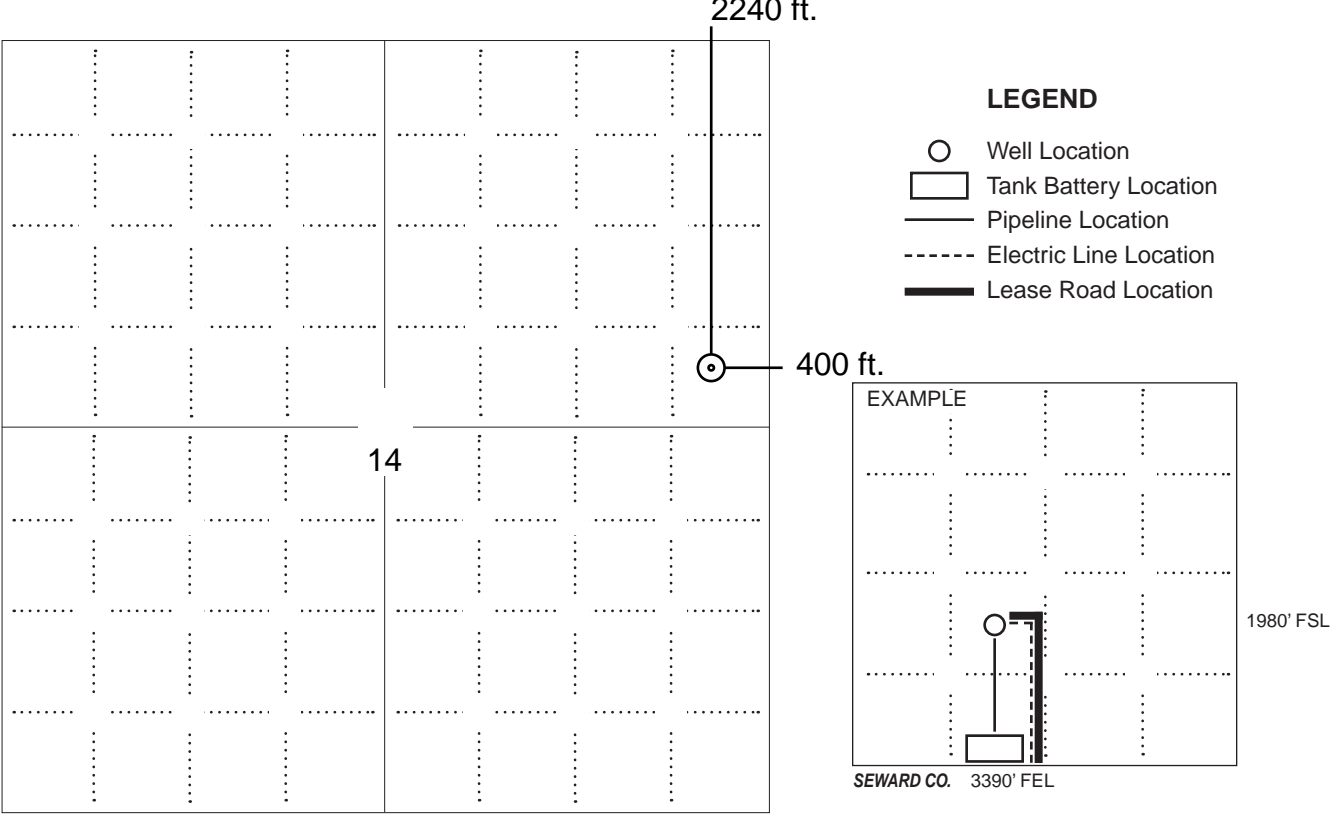 2240 ft.
LEGEND
Well Location
Tank Battery Location
Pipeline Location
Electric Line Location
Lease Road Location
400 ft.
EXAMPLE
14
1980' FSL
SEWARD CO. 3390' FEL